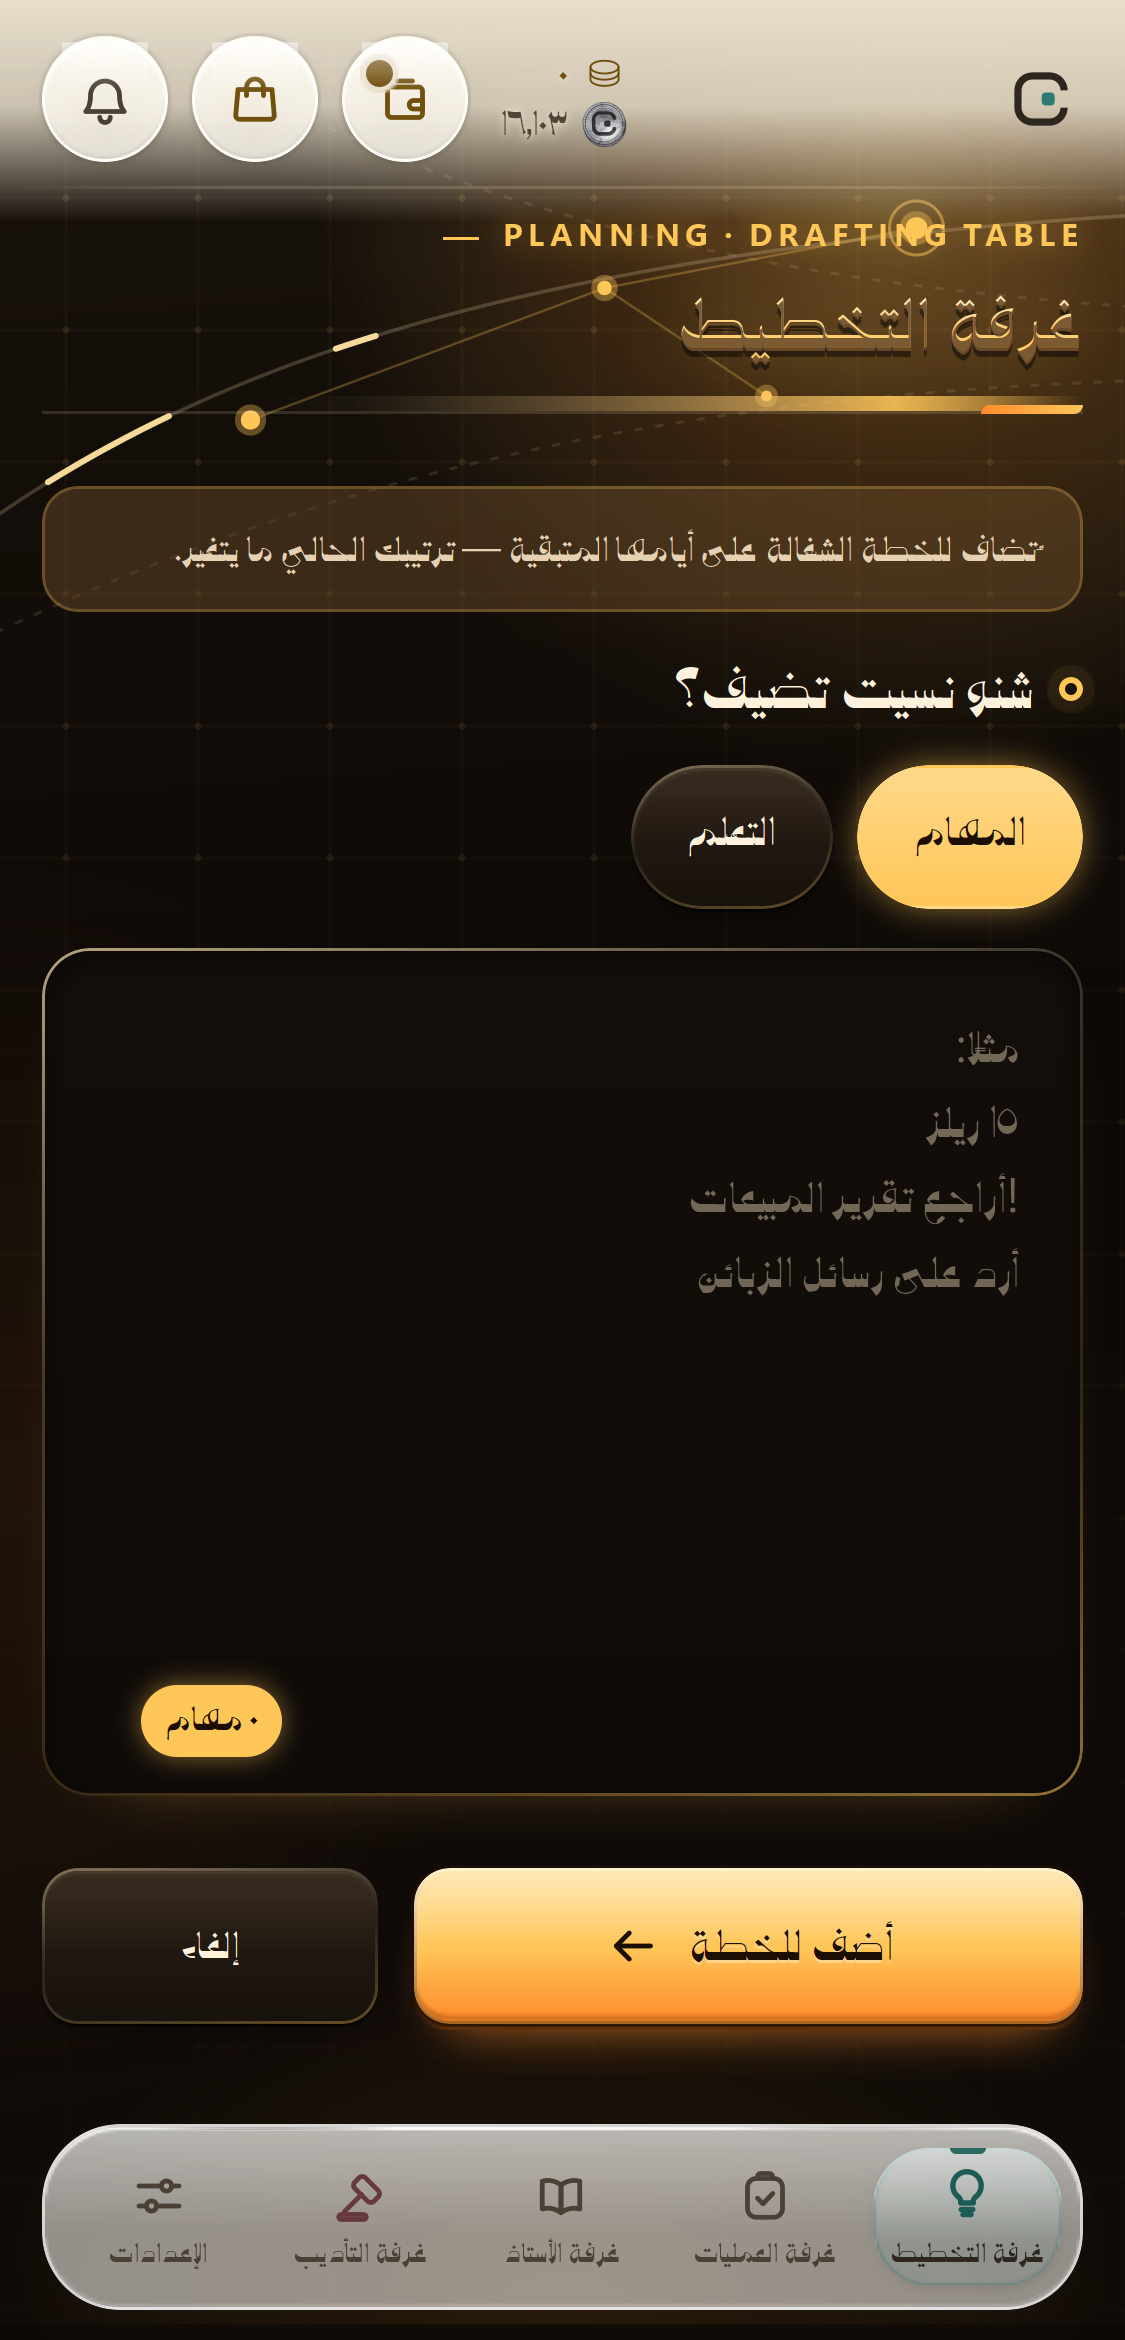 ٠
١٦,١٠٣
PLANNING · DRAFTING TABLE —
غرفة التخطيط
تضاف للخطة الشغالة على أيامها المتبقية — ترتيبك الحالي ما يتغير.
شنو نسيت تضيف؟
المهام
التعلم
مثلا:
١٥ ريلز
!أراجع تقرير المبيعات
أرد على رسائل الزبائن
٠ مهام
أضف للخطة ←
إلغاء
غرفة التخطيط
غرفة العمليات
غرفة الأستاذ
غرفة التأديب
الإعدادات